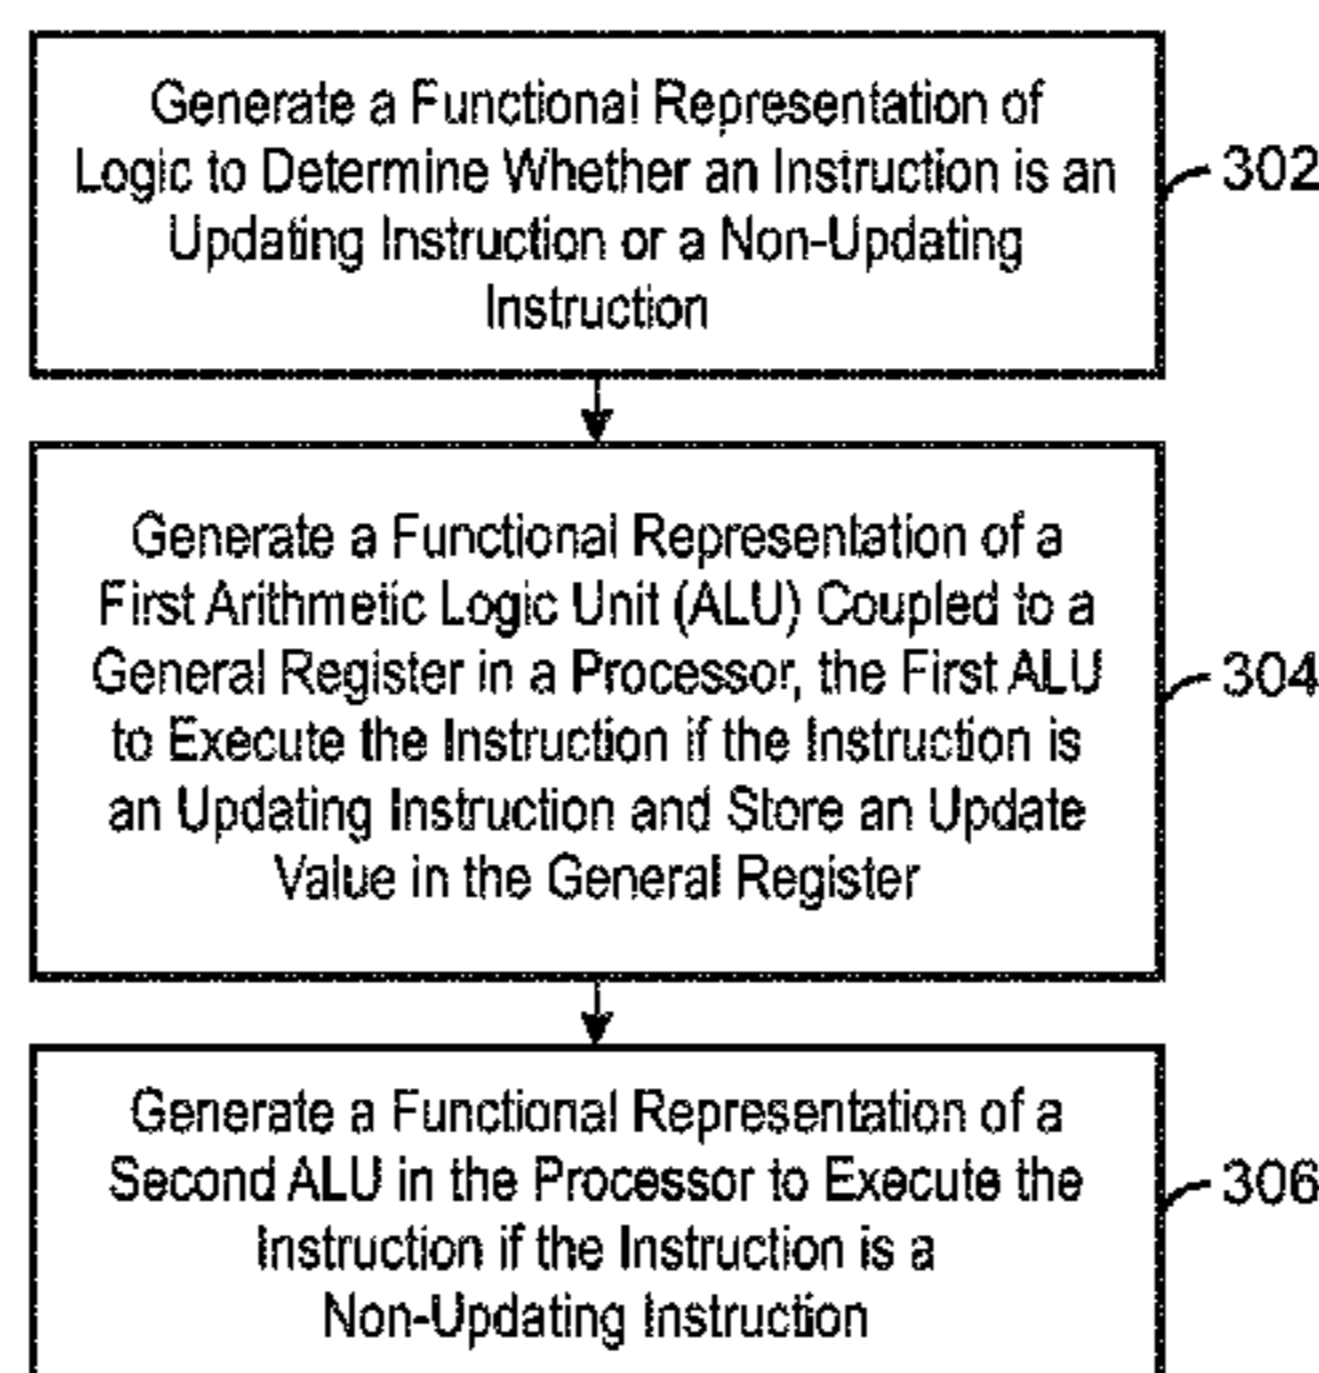 Generate a Functional Representation of
Logic to Determine Whether an Instruction is an
Updating Instruction or a Non-Updating
Instruction
302
Generate a Functional Representation of a
First Arithmetic Logic Unit (ALU) Coupled to a
General Register in a Processor, the First ALU
to Execute the Instruction if the Instruction is
an Updating Instruction and Store an Update
Value in the General Register
304
Generate a Functional Representation of a
Second ALU in the Processor to Execute the
Instruction if the Instruction is a
Non-Updating Instruction
306